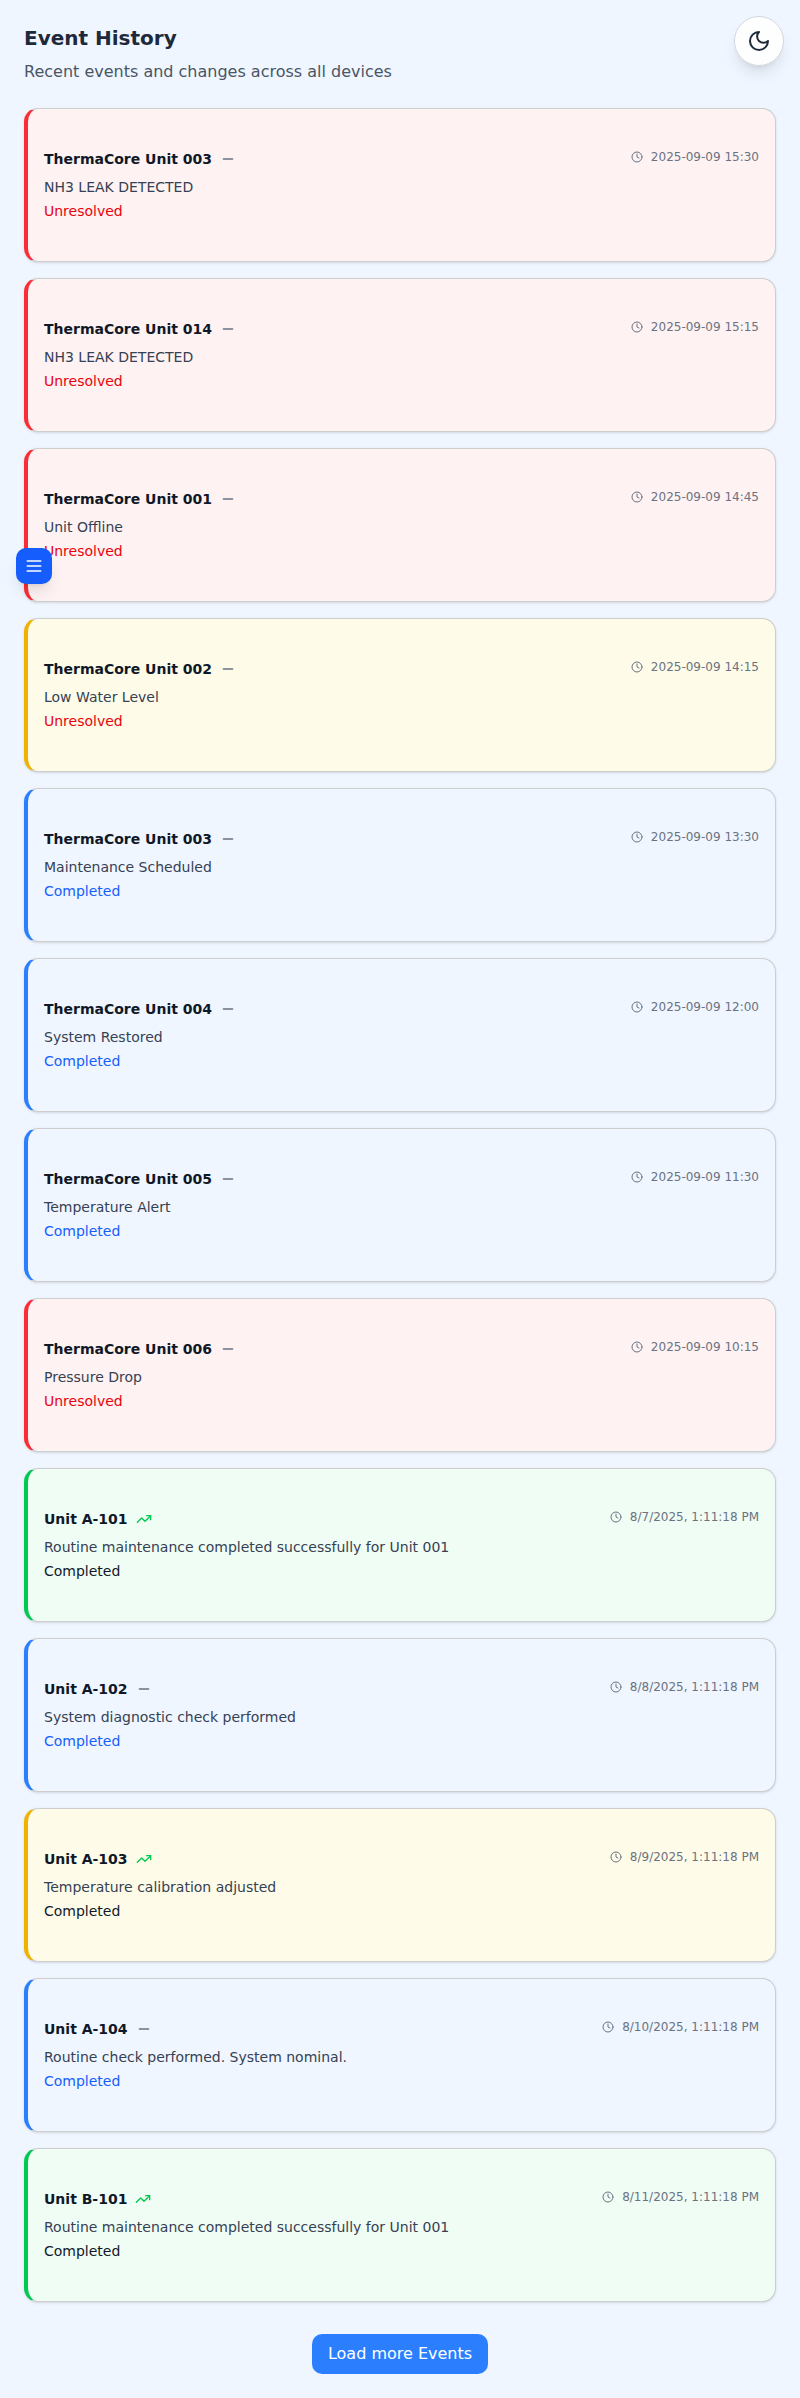 Event History
Recent events and changes across all devices
ThermaCore Unit 003
2025-09-09 15:30
NH3 LEAK DETECTED
Unresolved
ThermaCore Unit 014
2025-09-09 15:15
NH3 LEAK DETECTED
Unresolved
ThermaCore Unit 001
2025-09-09 14:45
Unit Offline
Unresolved
ThermaCore Unit 002
2025-09-09 14:15
Low Water Level
Unresolved
ThermaCore Unit 003
2025-09-09 13:30
Maintenance Scheduled
Completed
ThermaCore Unit 004
2025-09-09 12:00
System Restored
Completed
ThermaCore Unit 005
2025-09-09 11:30
Temperature Alert
Completed
ThermaCore Unit 006
2025-09-09 10:15
Pressure Drop
Unresolved
Unit A-101
8/7/2025, 1:11:18 PM
Routine maintenance completed successfully for Unit 001
Completed
Unit A-102
8/8/2025, 1:11:18 PM
System diagnostic check performed
Completed
Unit A-103
8/9/2025, 1:11:18 PM
Temperature calibration adjusted
Completed
Unit A-104
8/10/2025, 1:11:18 PM
Routine check performed. System nominal.
Completed
Unit B-101
8/11/2025, 1:11:18 PM
Routine maintenance completed successfully for Unit 001
Completed
Load more Events